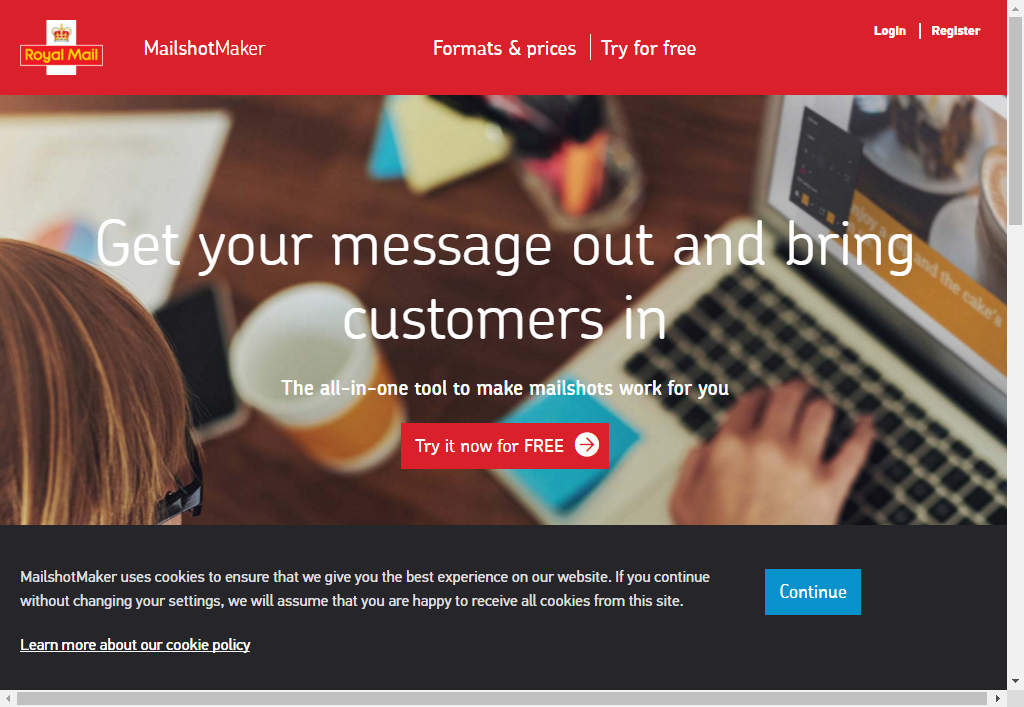 Royal Mail
MailshotMaker
Formats & prices
Try for free
Login
Register
Get your message out and bring
customers in
The all-in-one tool to make mailshots work for you
Try it now for FREE
enjoy a
and the cake's
MailshotMaker uses cookies to ensure that we give you the best experience on our website. If you continue
without changing your settings, we will assume that you are happy to receive all cookies from this site.
Continue
Learn more about our cookie policy